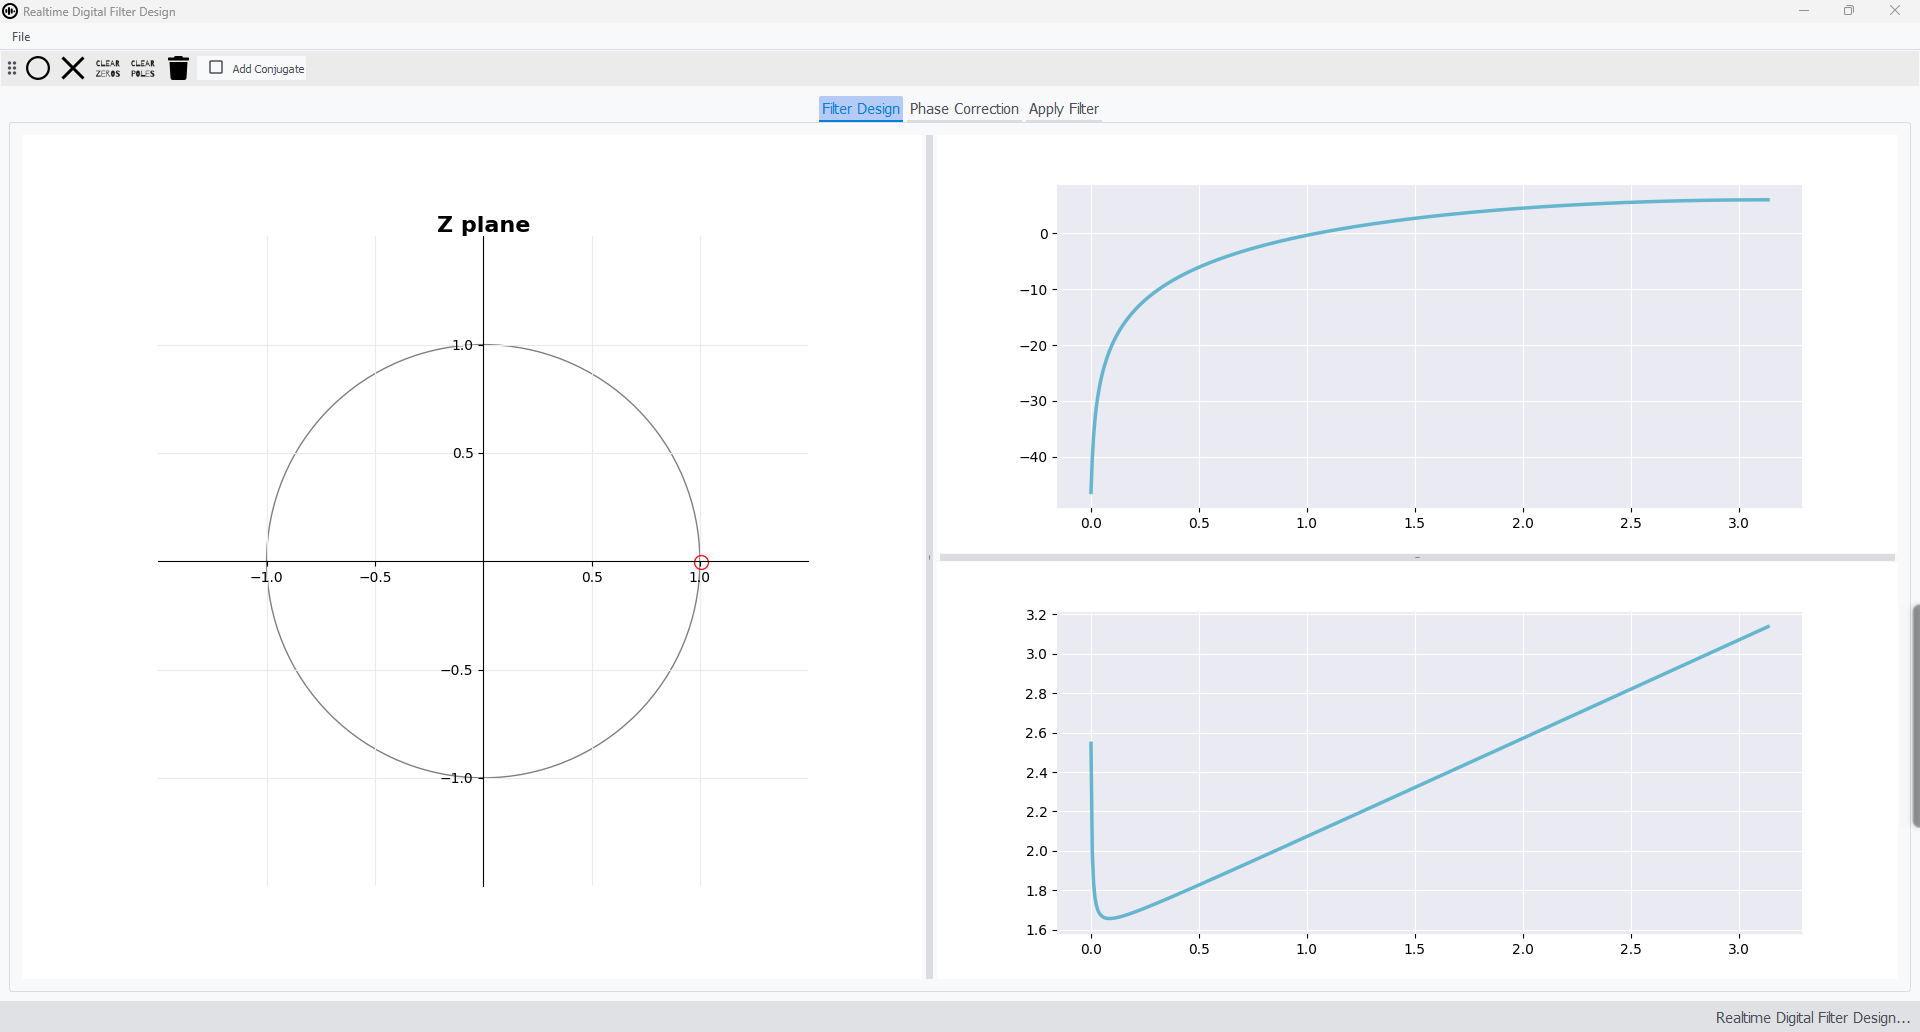 Realtime Digital Filter Design
File
CLEAR ZEROS
CLEAR POLES
Add Conjugate
Filter Design Phase Correction Apply Filter
Z plane
1.0
0.5
−1.0 −0.5 0.5 1.0
−0.5
−1.0
0
−10
−20
−30
−40
0.0 0.5 1.0 1.5 2.0 2.5 3.0
3.2
3.0
2.8
2.6
2.4
2.2
2.0
1.8
1.6
0.0 0.5 1.0 1.5 2.0 2.5 3.0
Realtime Digital Filter Design...